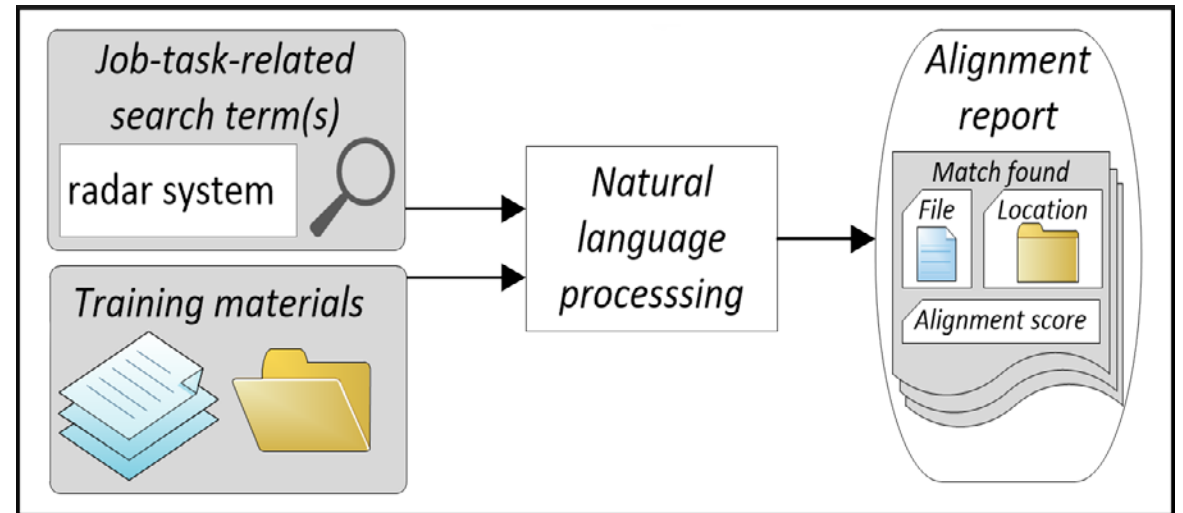 Job-task-related
search term(s)
radar system
Training materials
Natural
language
processsing
Alignment
report
Match found
File
Location
Alignment score